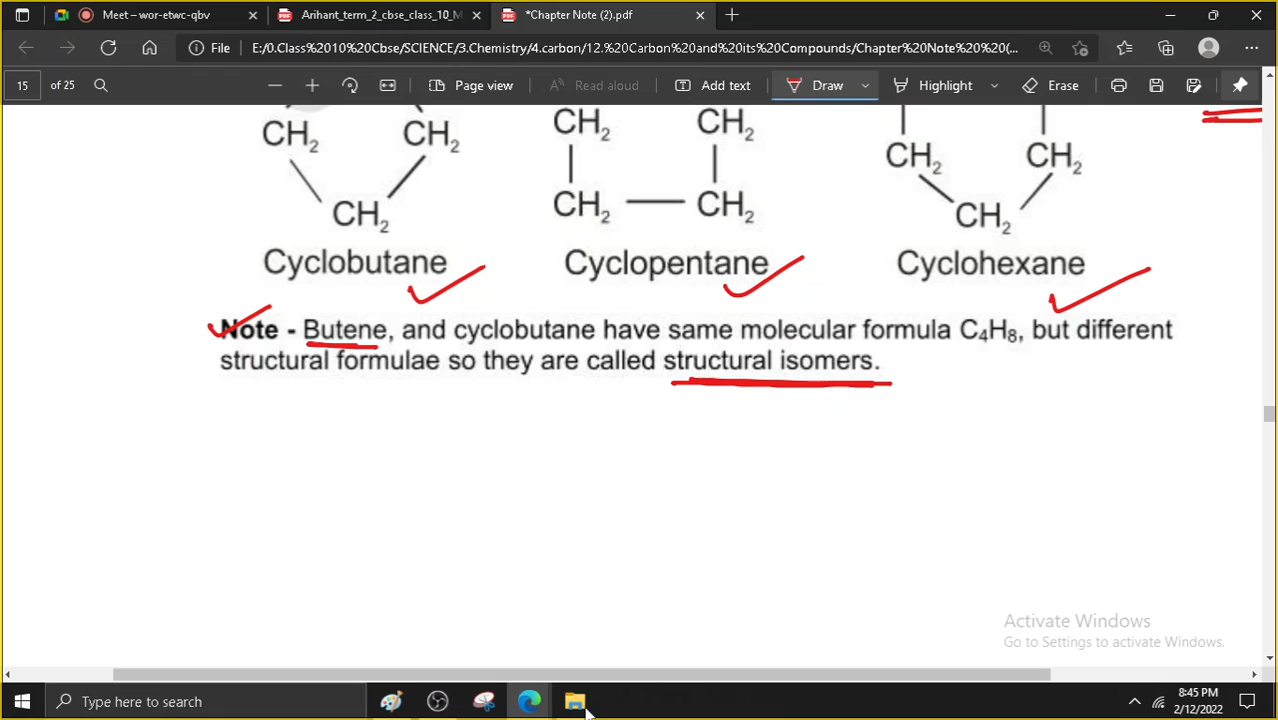 Meet – wor-etwc-qbv
Arihant_term_2_cbse_class_10_M
*Chapter Note (2).pdf
File
E:/0.Class%2010%20Cbse/SCIENCE/3.Chemistry/4.carbon/12.%20Carbon%20and%20its%20Compounds/Chapter%20Note%20%20(...
15 of 25
Page view
Read aloud
Add text
Draw
Highlight
Erase
CH₂ CH₂ CH₂ CH₂
CH₂ CH₂
CH₂ CH₂ CH₂ CH₂
Cyclobutane Cyclopentane Cyclohexane
Note - Butene, and cyclobutane have same molecular formula C₄H₈, but different
structural formulae so they are called structural isomers.
Activate Windows
Go to Settings to activate Windows.
Type here to search
8:45 PM
2/12/2022